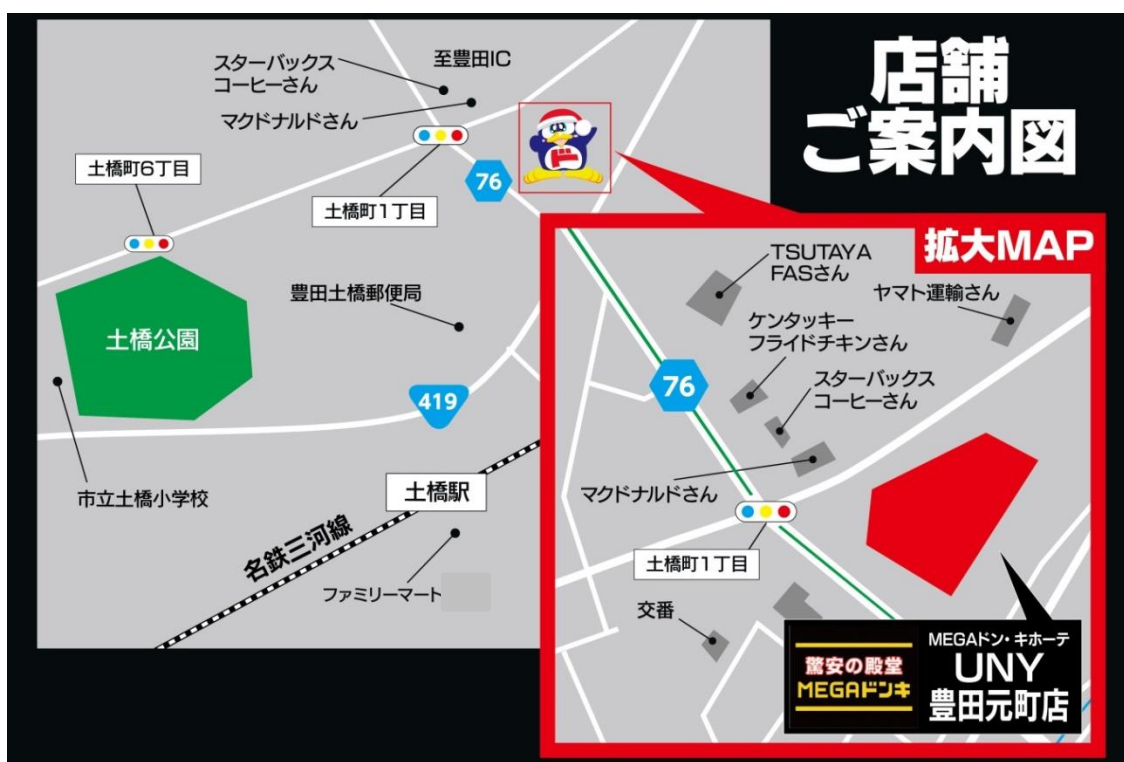 店舗
ご案内図
スターバックス
コーヒーさん
至豊田IC
マクドナルドさん
土橋町6丁目
土橋町1丁目
76
ド
豊田土橋郵便局
土橋公園
419
市立土橋小学校
土橋駅
名鉄三河線
ファミリーマート
拡大MAP
TSUTAYA
FASさん
ヤマト運輸さん
ケンタッキー
フライドチキンさん
76
スターバックス
コーヒーさん
マクドナルドさん
土橋町1丁目
交番
驚安の殿堂
MEGAドンキ
MEGAドン・キホーテ
UNY
豊田元町店